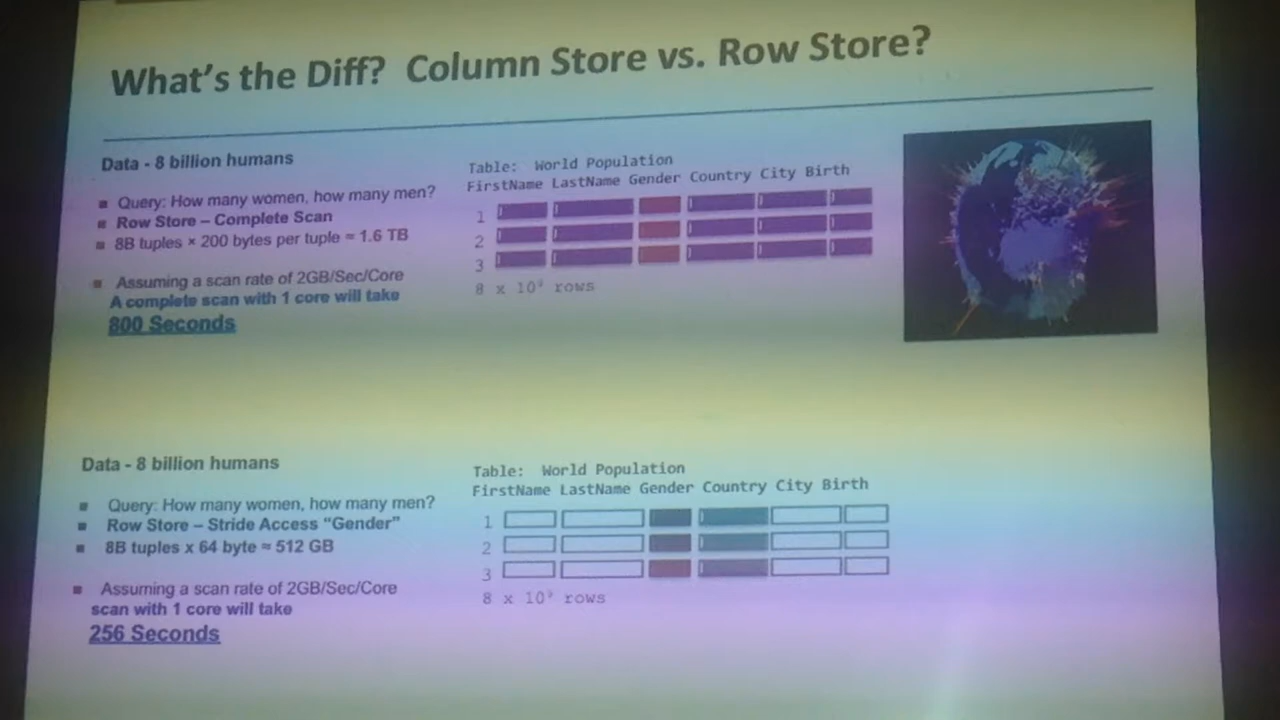 What's the Diff? Column Store vs. Row Store?
Data - 8 billion humans
▪ Query: How many women, how many men?
▪ Row Store – Complete Scan
▪ 8B tuples × 200 bytes per tuple ≈ 1.6 TB
▪ Assuming a scan rate of 2GB/Sec/Core
A complete scan with 1 core will take
800 Seconds
Table: World Population
FirstName LastName Gender Country City Birth
1
2
3
8 x 10⁹ rows
Data - 8 billion humans
▪ Query: How many women, how many men?
▪ Row Store – Stride Access “Gender”
▪ 8B tuples x 64 byte ≈ 512 GB
▪ Assuming a scan rate of 2GB/Sec/Core
scan with 1 core will take
256 Seconds
Table: World Population
FirstName LastName Gender Country City Birth
1
2
3
8 x 10⁹ rows